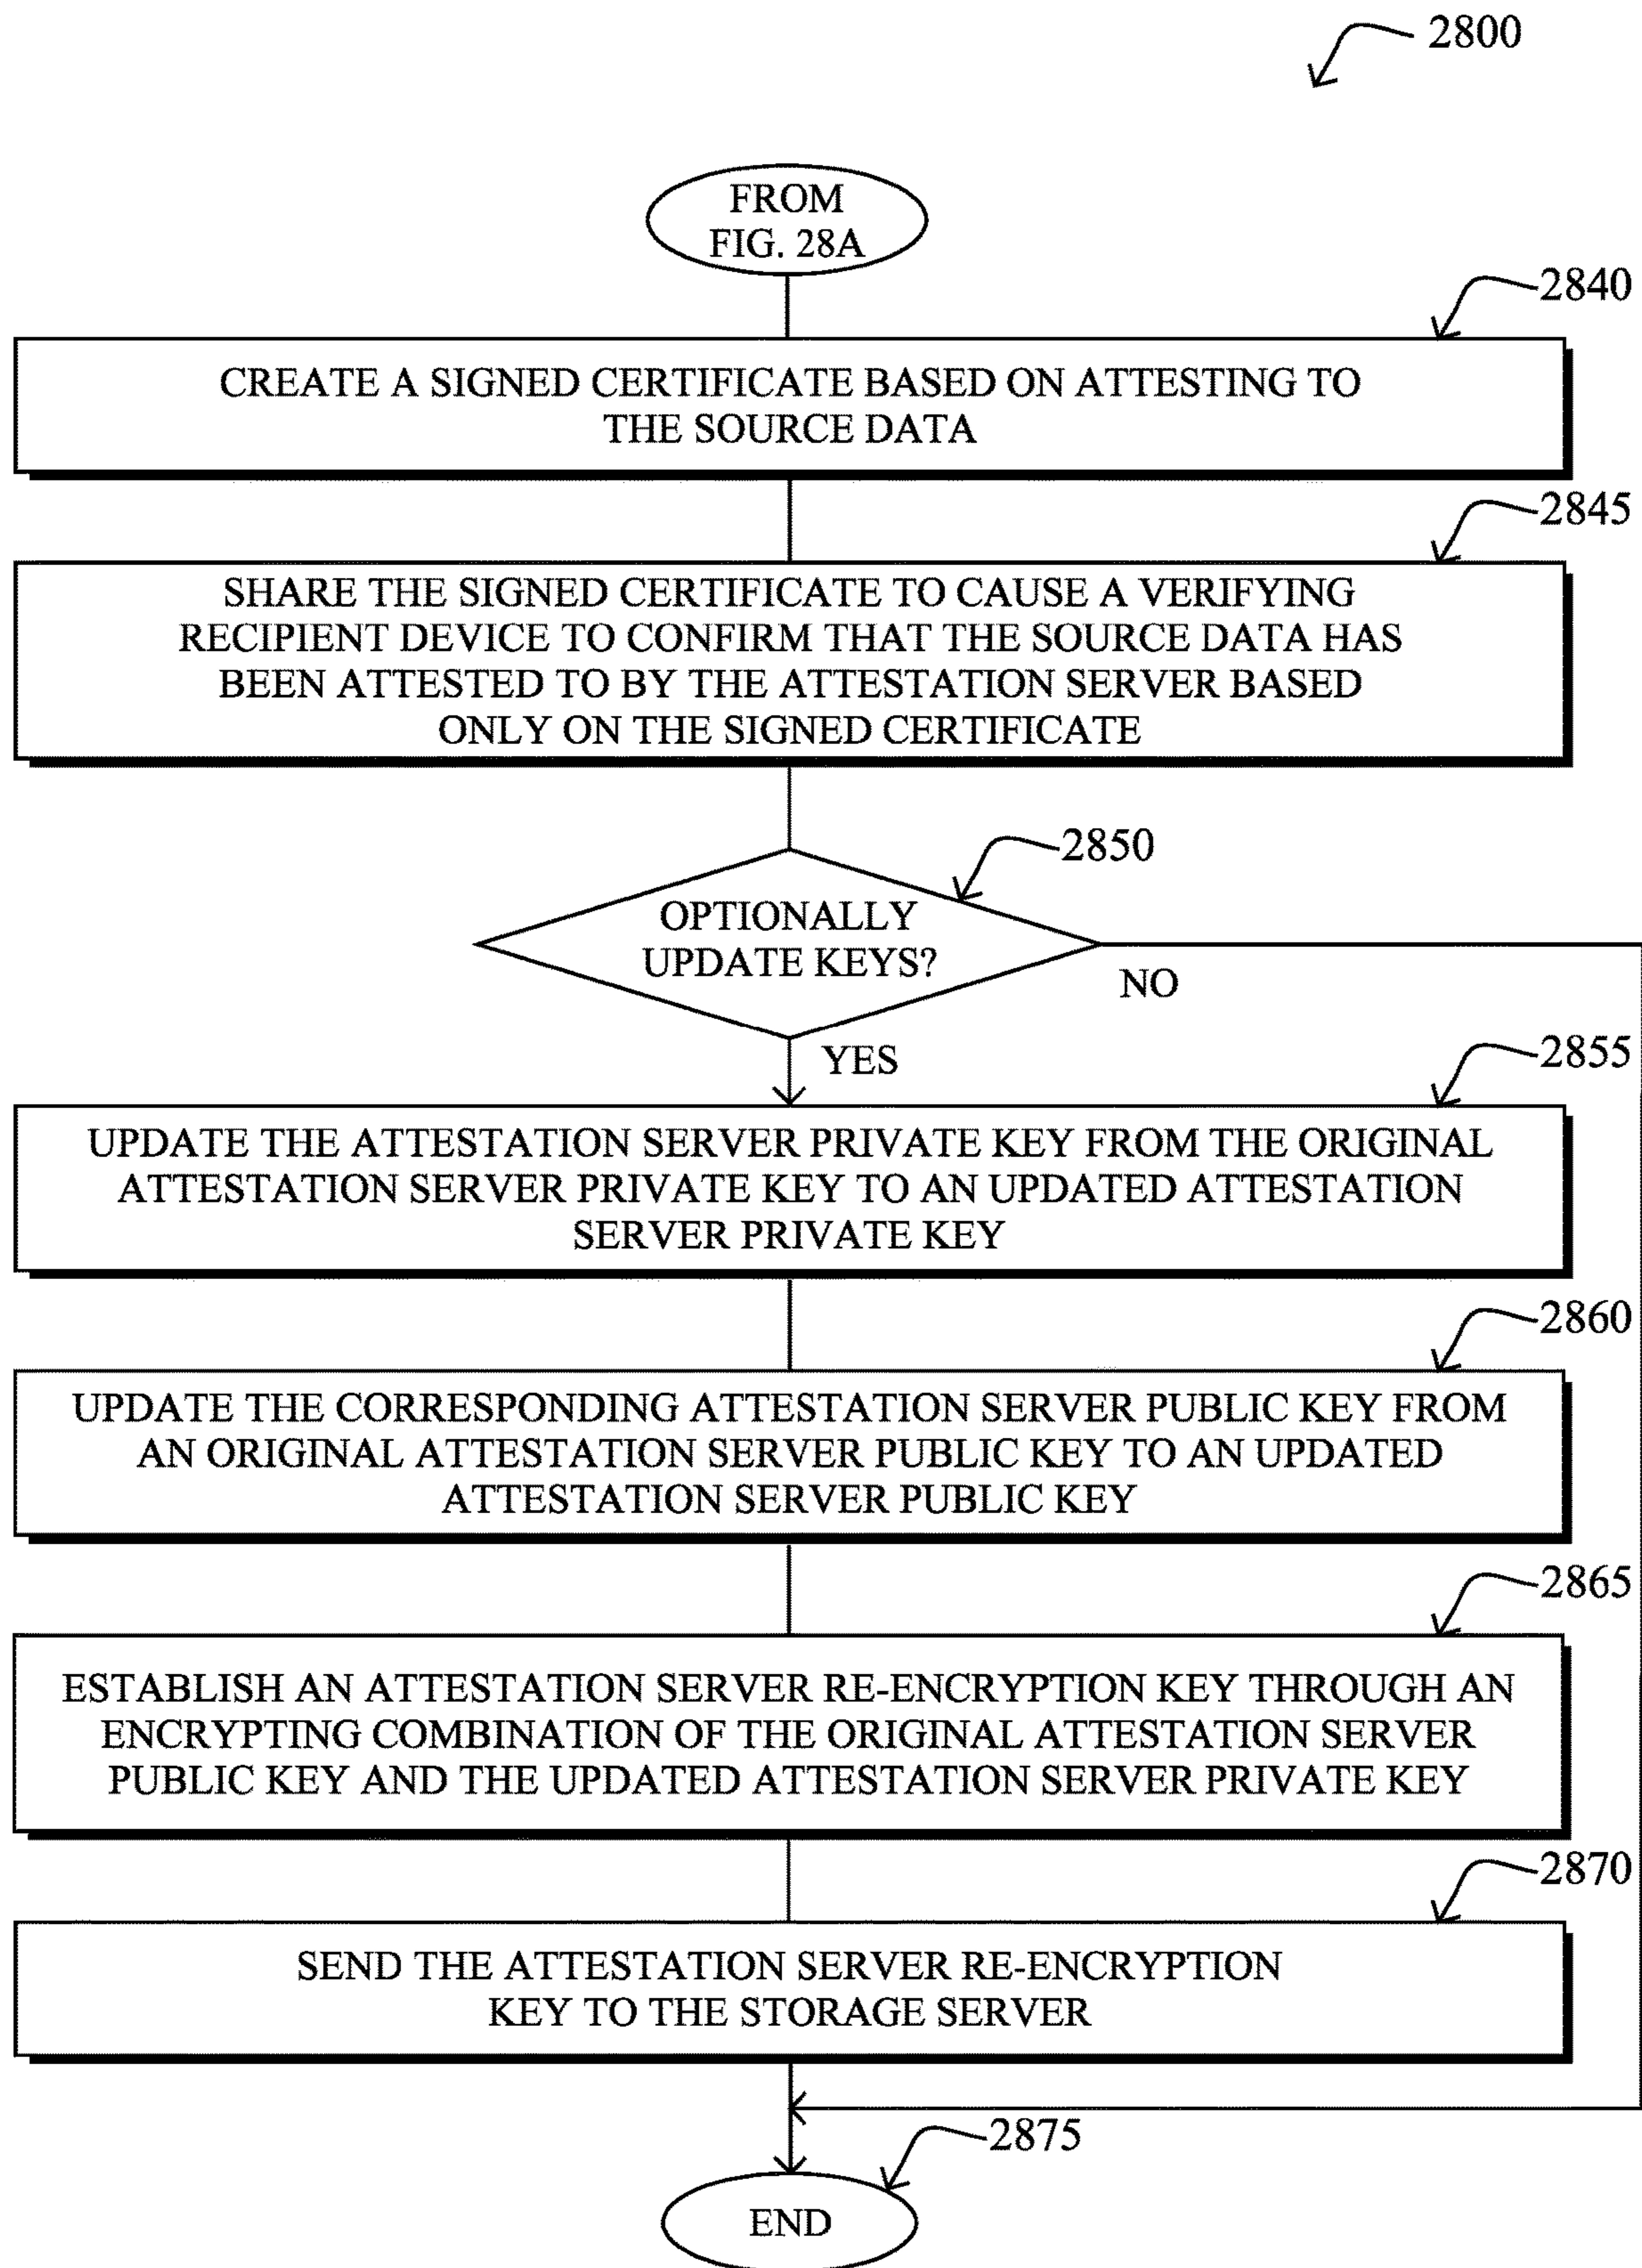 2800
FROM
FIG. 28A
2840
CREATE A SIGNED CERTIFICATE BASED ON ATTESTING TO
THE SOURCE DATA
2845
SHARE THE SIGNED CERTIFICATE TO CAUSE A VERIFYING
RECIPIENT DEVICE TO CONFIRM THAT THE SOURCE DATA HAS
BEEN ATTESTED TO BY THE ATTESTATION SERVER BASED
ONLY ON THE SIGNED CERTIFICATE
2850
OPTIONALLY
UPDATE KEYS?
NO
YES
2855
UPDATE THE ATTESTATION SERVER PRIVATE KEY FROM THE ORIGINAL
ATTESTATION SERVER PRIVATE KEY TO AN UPDATED ATTESTATION
SERVER PRIVATE KEY
2860
UPDATE THE CORRESPONDING ATTESTATION SERVER PUBLIC KEY FROM
AN ORIGINAL ATTESTATION SERVER PUBLIC KEY TO AN UPDATED
ATTESTATION SERVER PUBLIC KEY
2865
ESTABLISH AN ATTESTATION SERVER RE-ENCRYPTION KEY THROUGH AN
ENCRYPTING COMBINATION OF THE ORIGINAL ATTESTATION SERVER
PUBLIC KEY AND THE UPDATED ATTESTATION SERVER PRIVATE KEY
2870
SEND THE ATTESTATION SERVER RE-ENCRYPTION
KEY TO THE STORAGE SERVER
2875
END